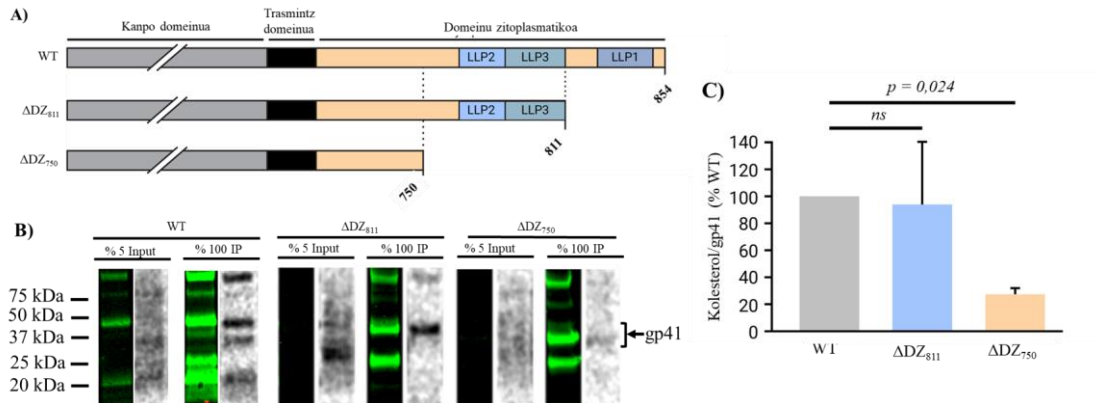 A)
Kanpo domeinua
Trasmintz
domeinua
Domeinu zitoplasmatikoa
WT
LLP2 LLP3 LLP1
854
ΔDZ811
LLP2 LLP3
811
ΔDZ750
750
B)
WT ΔDZ811 ΔDZ750
% 5 Input % 100 IP % 5 Input % 100 IP % 5 Input % 100 IP
75 kDa
50 kDa
37 kDa
25 kDa
20 kDa
gp41
C)
p = 0,024
ns
Kolesterol/gp41 (% WT)
140
120
100
80
60
40
20
0
WT ΔDZ811 ΔDZ750